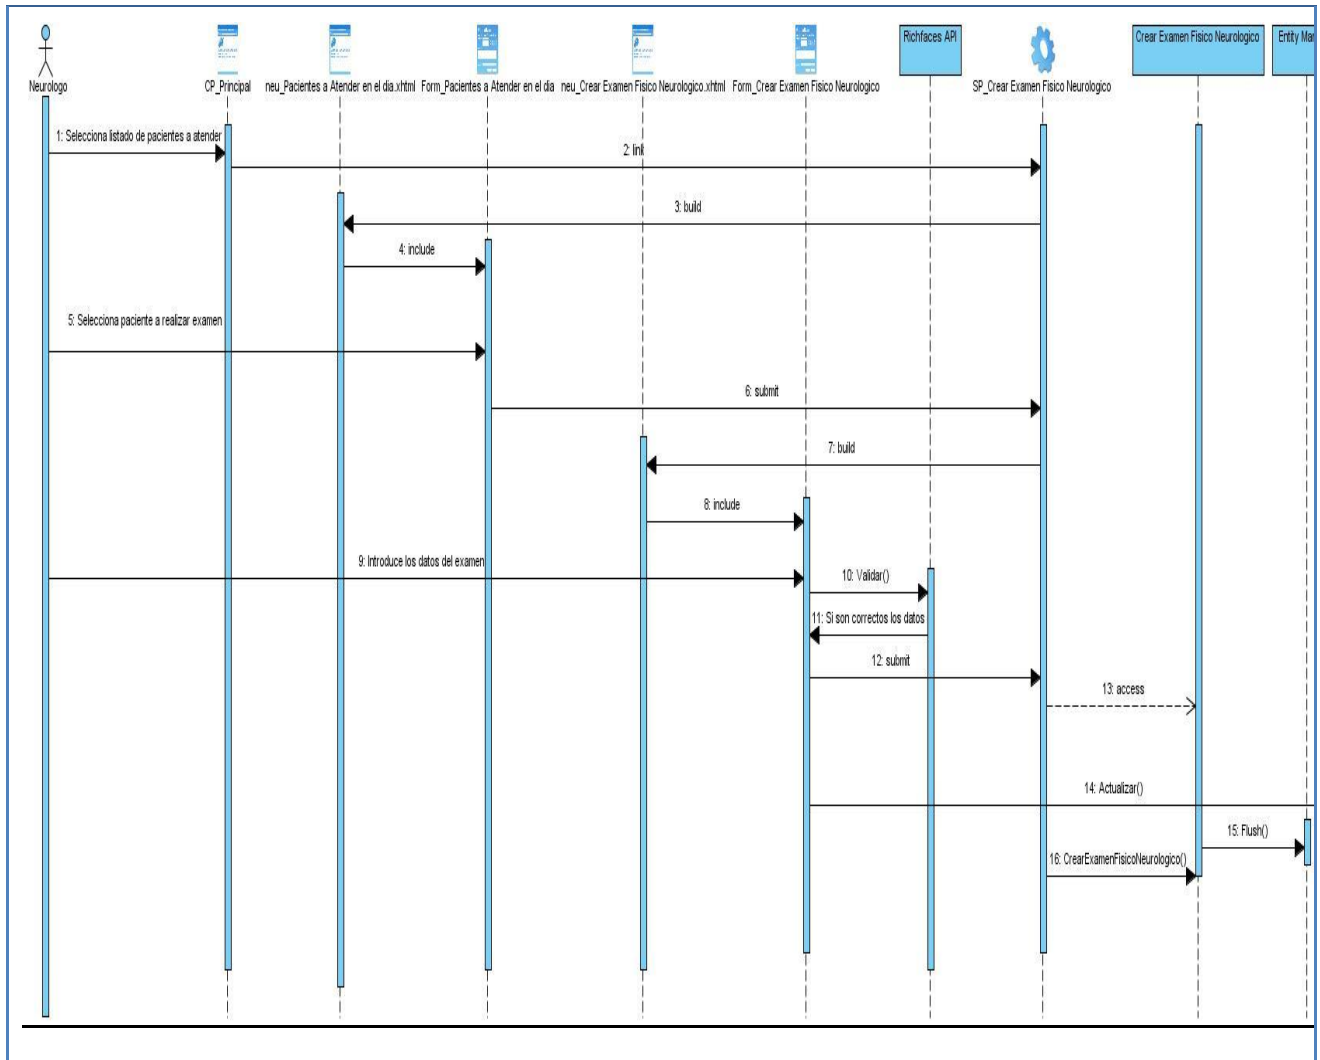 Neurologo
CP_Principal
neu_Pacientes a Atender en el dia.xhtml
Form_Pacientes a Atender en el dia
neu_Crear Examen Fisico Neurologico.xhtml
Form_Crear Examen Fisico Neurologico
Richfaces API
SP_Crear Examen Fisico Neurologico
Crear Examen Fisico Neurologico
Entity Mar
1: Selecciona listado de pacientes a atender
2: link
3: build
4: include
5: Selecciona paciente a realizar examen
6: submit
7: build
8: include
9: Introduce los datos del examen
10: Validar()
11: Si son correctos los datos
12: submit
13: access
14: Actualizar()
15: Flush()
16: CrearExamenFisicoNeurologico()